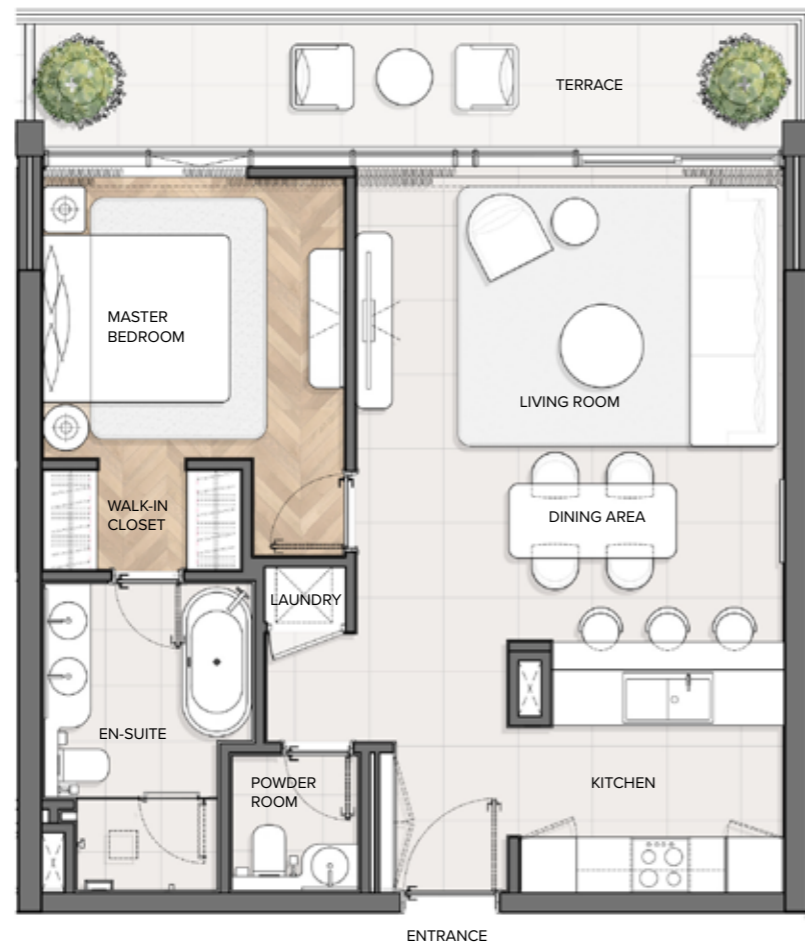 TERRACE
MASTER
BEDROOM
LIVING ROOM
WALK-IN
CLOSET
DINING AREA
LAUNDRY
EN-SUITE
POWDER
ROOM
KITCHEN
ENTRANCE